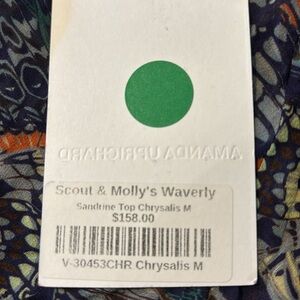 AMANDA UPRICHARD
Scout & Molly's Waverly
Sandrine Top Chrysalis M
$158.00
V-30453CHR Chrysalis M